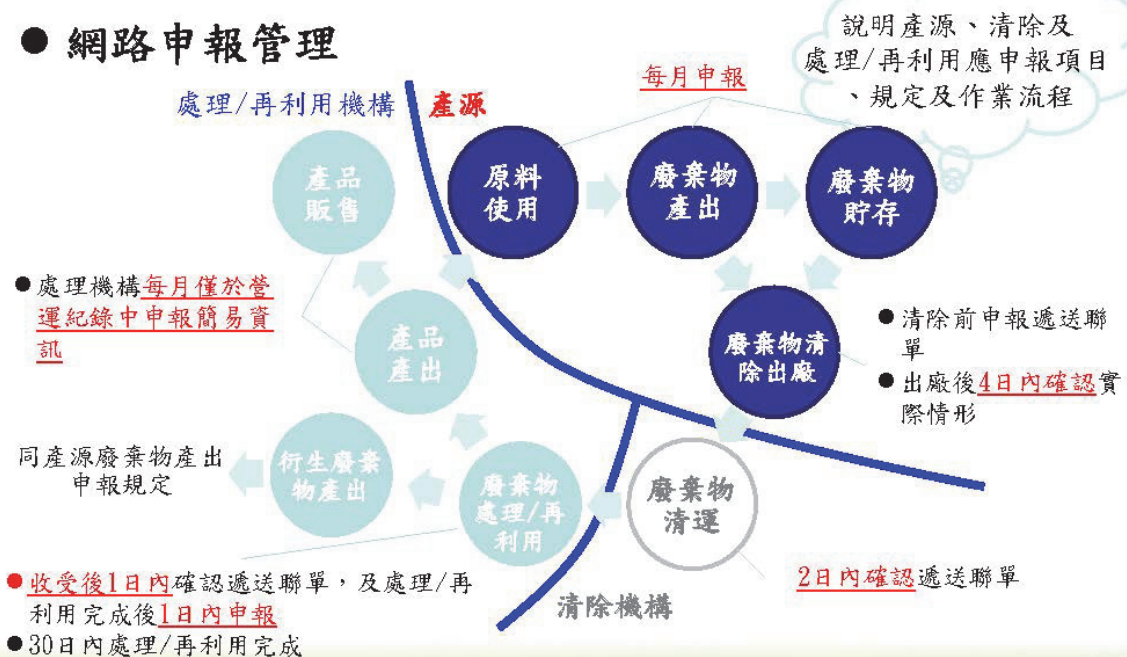 ● 網路申報管理
說明產源、清除及
處理/再利用應申報項目
、規定及作業流程
每月申報
處理/再利用機構
產源
產品
販售
原料
使用
廢棄物
產出
廢棄物
貯存
●處理機構每月僅於營
運紀錄中申報簡易資
訊
產品
產出
廢棄物清
除出廠
●清除前申報遞送聯
單
●出廠後4日內確認實
際情形
同產源廢棄物產出
申報規定
衍生廢棄
物產出
廢棄物
處理/再
利用
廢棄物
清運
●收受後1日內確認遞送聯單，及處理/再
利用完成後1日內申報
●30日內處理/再利用完成
清除機構
2日內確認遞送聯單